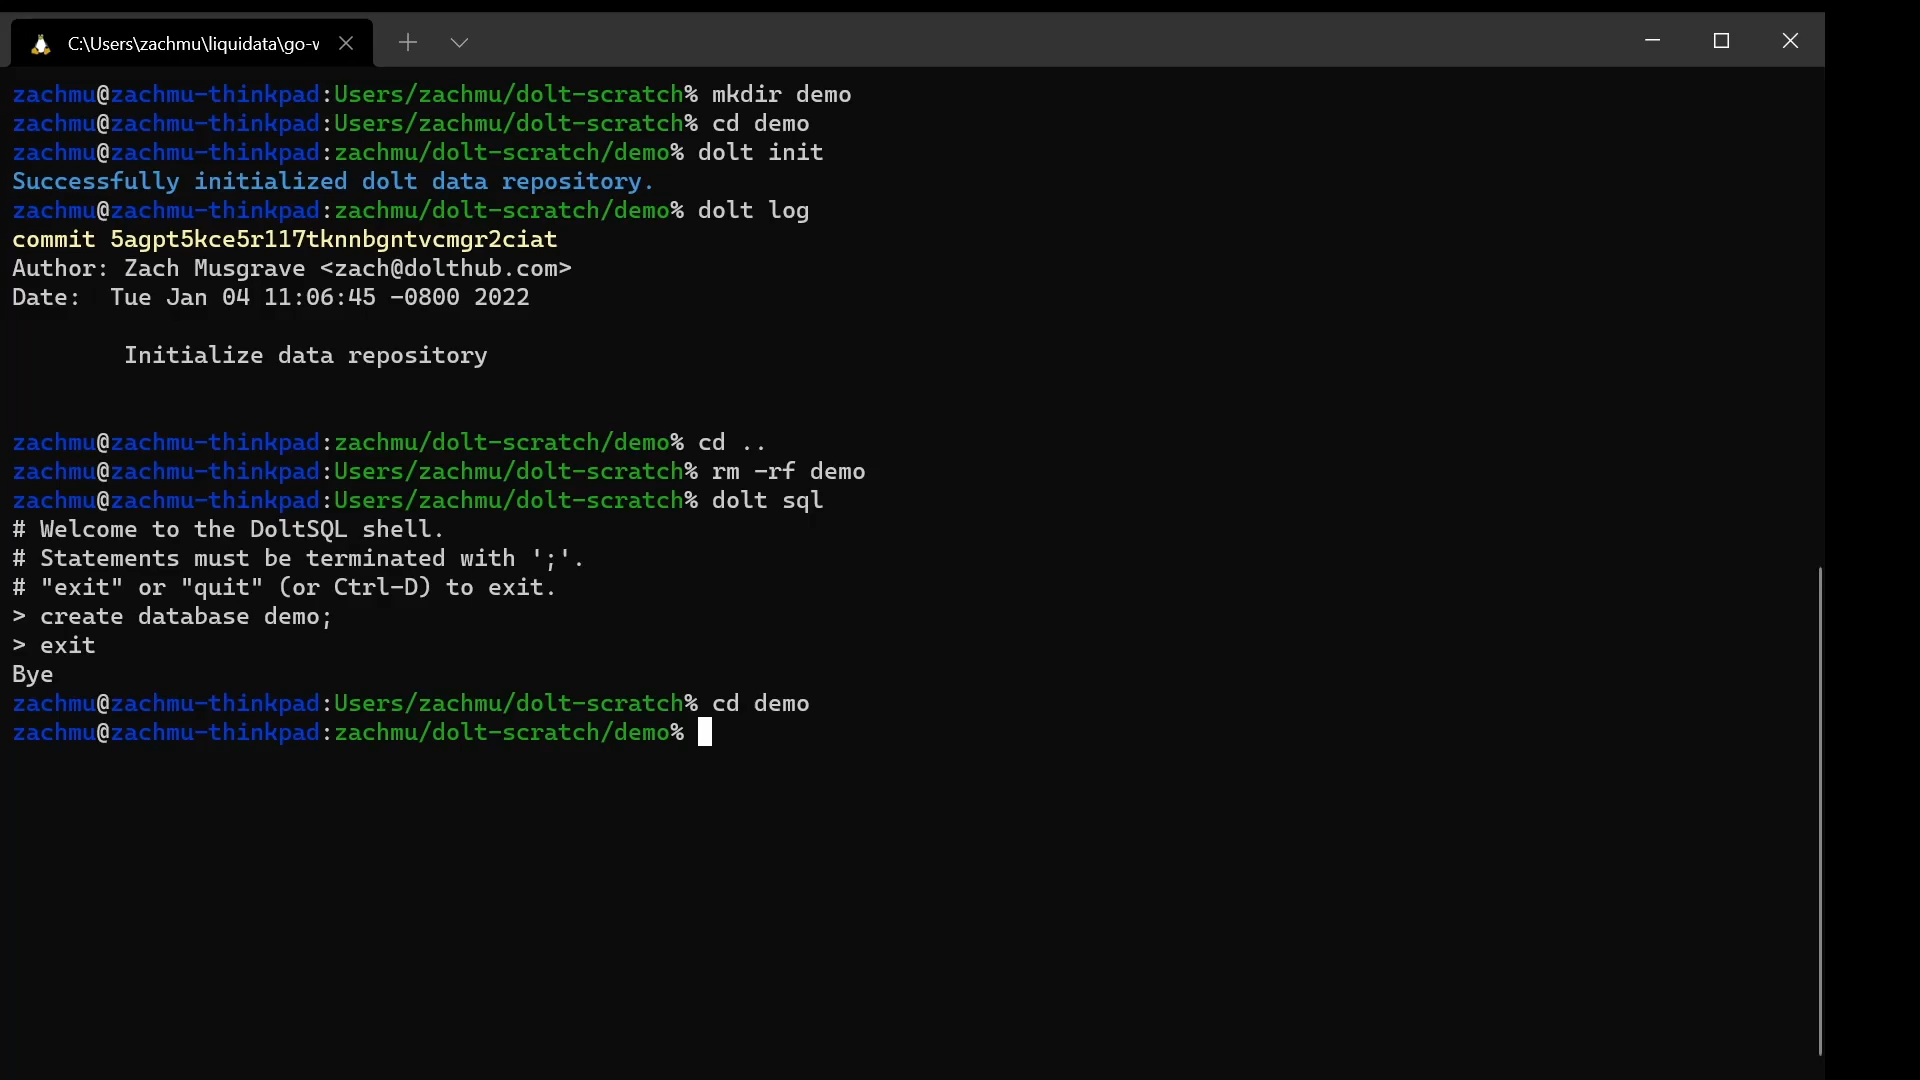 C:\Users\zachmu\liquidata\go-w
zachmu@zachmu-thinkpad:Users/zachmu/dolt-scratch% mkdir demo
zachmu@zachmu-thinkpad:Users/zachmu/dolt-scratch% cd demo
zachmu@zachmu-thinkpad:zachmu/dolt-scratch/demo% dolt init
Successfully initialized dolt data repository.
zachmu@zachmu-thinkpad:zachmu/dolt-scratch/demo% dolt log
commit 5agpt5kce5r117tknnbgntvcmgr2ciat
Author: Zach Musgrave <zach@dolthub.com>
Date:  Tue Jan 04 11:06:45 -0800 2022
Initialize data repository
zachmu@zachmu-thinkpad:zachmu/dolt-scratch/demo% cd ..
zachmu@zachmu-thinkpad:Users/zachmu/dolt-scratch% rm -rf demo
zachmu@zachmu-thinkpad:Users/zachmu/dolt-scratch% dolt sql
# Welcome to the DoltSQL shell.
# Statements must be terminated with ';'.
# "exit" or "quit" (or Ctrl-D) to exit.
> create database demo;
> exit
Bye
zachmu@zachmu-thinkpad:Users/zachmu/dolt-scratch% cd demo
zachmu@zachmu-thinkpad:zachmu/dolt-scratch/demo%